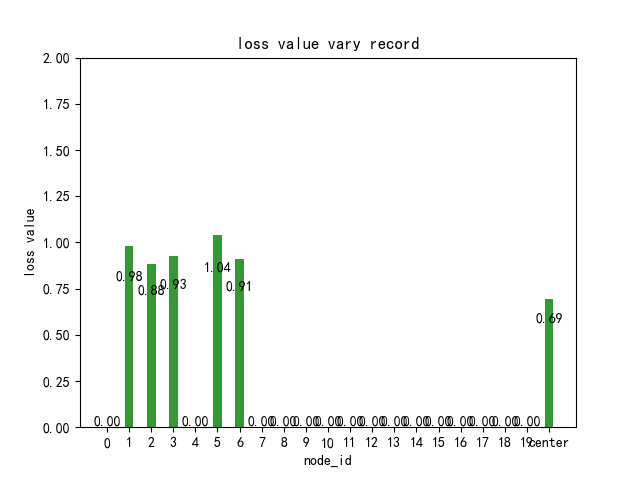 loss value vary record
2.00
1.75
1.50
1.25
1.00
0.75
0.50
0.25
0.00
loss value
0.00 0.98 0.88 0.93 0.00 1.04 0.91 0.00 0.00 0.00 0.00 0.00 0.00 0.00 0.00 0.00 0.00 0.00 0.00 0.00 0.69
0 1 2 3 4 5 6 7 8 9 10 11 12 13 14 15 16 17 18 19 center
node_id